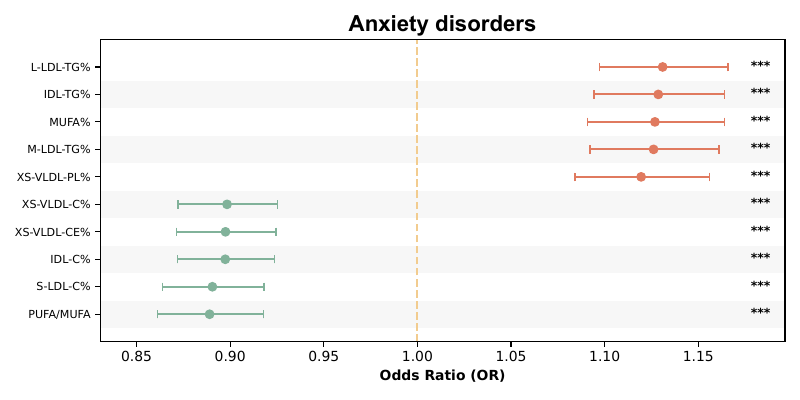 Anxiety disorders
L-LDL-TG% ***
IDL-TG% ***
MUFA% ***
M-LDL-TG% ***
XS-VLDL-PL% ***
XS-VLDL-C% ***
XS-VLDL-CE% ***
IDL-C% ***
S-LDL-C% ***
PUFA/MUFA ***
0.85 0.90 0.95 1.00 1.05 1.10 1.15
Odds Ratio (OR)